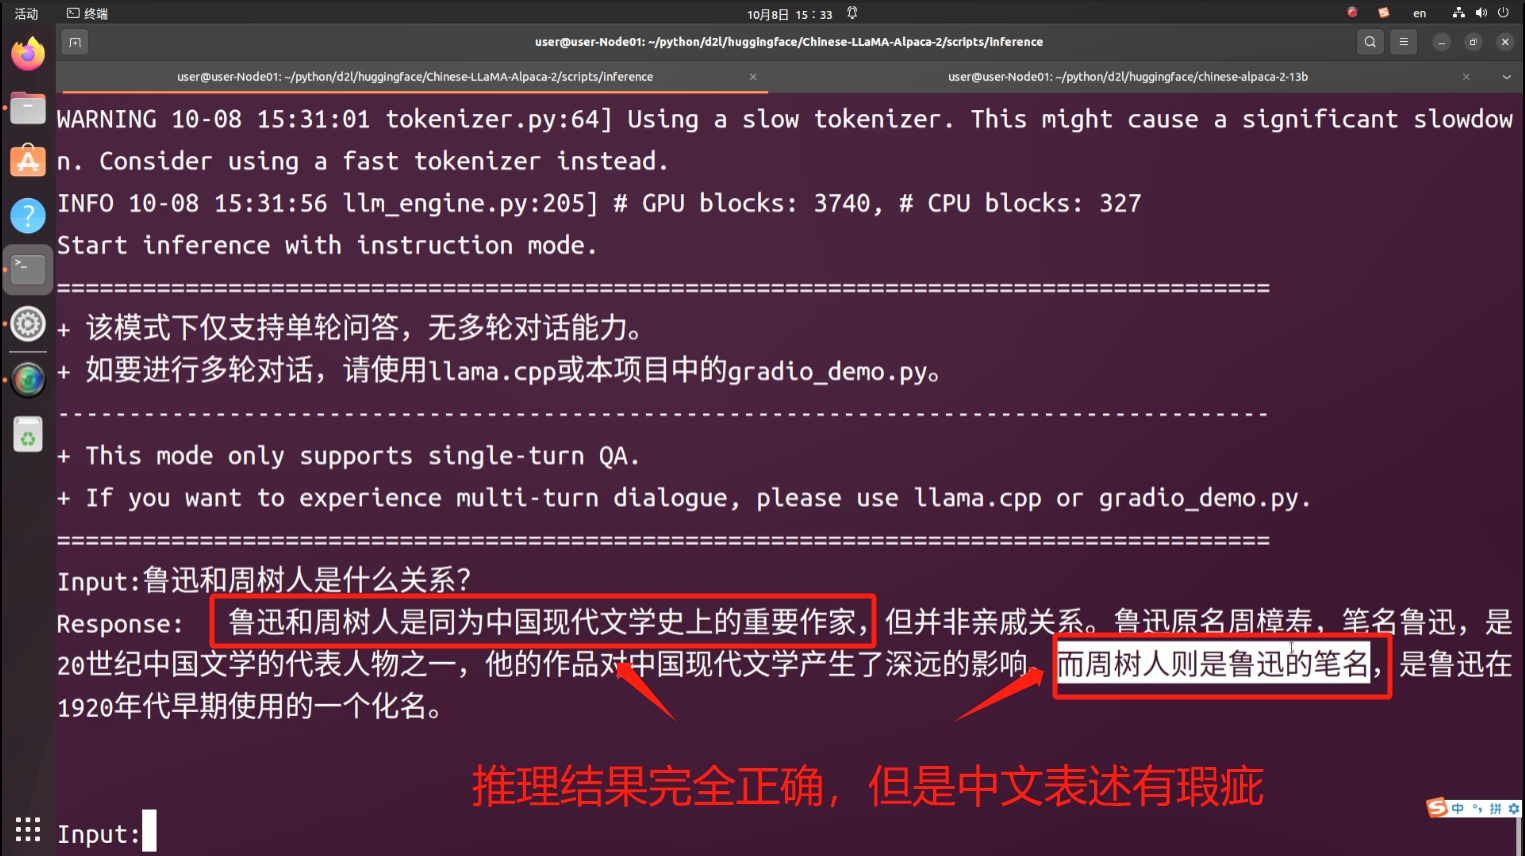 活动 终端 10月8日 15：33 en
user@user-Node01: ~/python/d2l/huggingface/Chinese-LLaMA-Alpaca-2/scripts/inference
user@user-Node01: ~/python/d2l/huggingface/Chinese-LLaMA-Alpaca-2/scripts/inference × user@user-Node01: ~/python/d2l/huggingface/chinese-alpaca-2-13b ×
WARNING 10-08 15:31:01 tokenizer.py:64] Using a slow tokenizer. This might cause a significant slowdow
n. Consider using a fast tokenizer instead.
INFO 10-08 15:31:56 llm_engine.py:205] # GPU blocks: 3740, # CPU blocks: 327
Start inference with instruction mode.
=====================================================================================
+ 该模式下仅支持单轮问答，无多轮对话能力。
+ 如要进行多轮对话，请使用llama.cpp或本项目中的gradio_demo.py。
-------------------------------------------------------------------------------------
+ This mode only supports single-turn QA.
+ If you want to experience multi-turn dialogue, please use llama.cpp or gradio_demo.py.
=====================================================================================
Input:鲁迅和周树人是什么关系？
Response: 鲁迅和周树人是同为中国现代文学史上的重要作家，但并非亲戚关系。鲁迅原名周樟寿，笔名鲁迅，是
20世纪中国文学的代表人物之一，他的作品对中国现代文学产生了深远的影响。而周树人则是鲁迅的笔名，是鲁迅在
1920年代早期使用的一个化名。
推理结果完全正确，但是中文表述有瑕疵
中 °, 拼
Input: